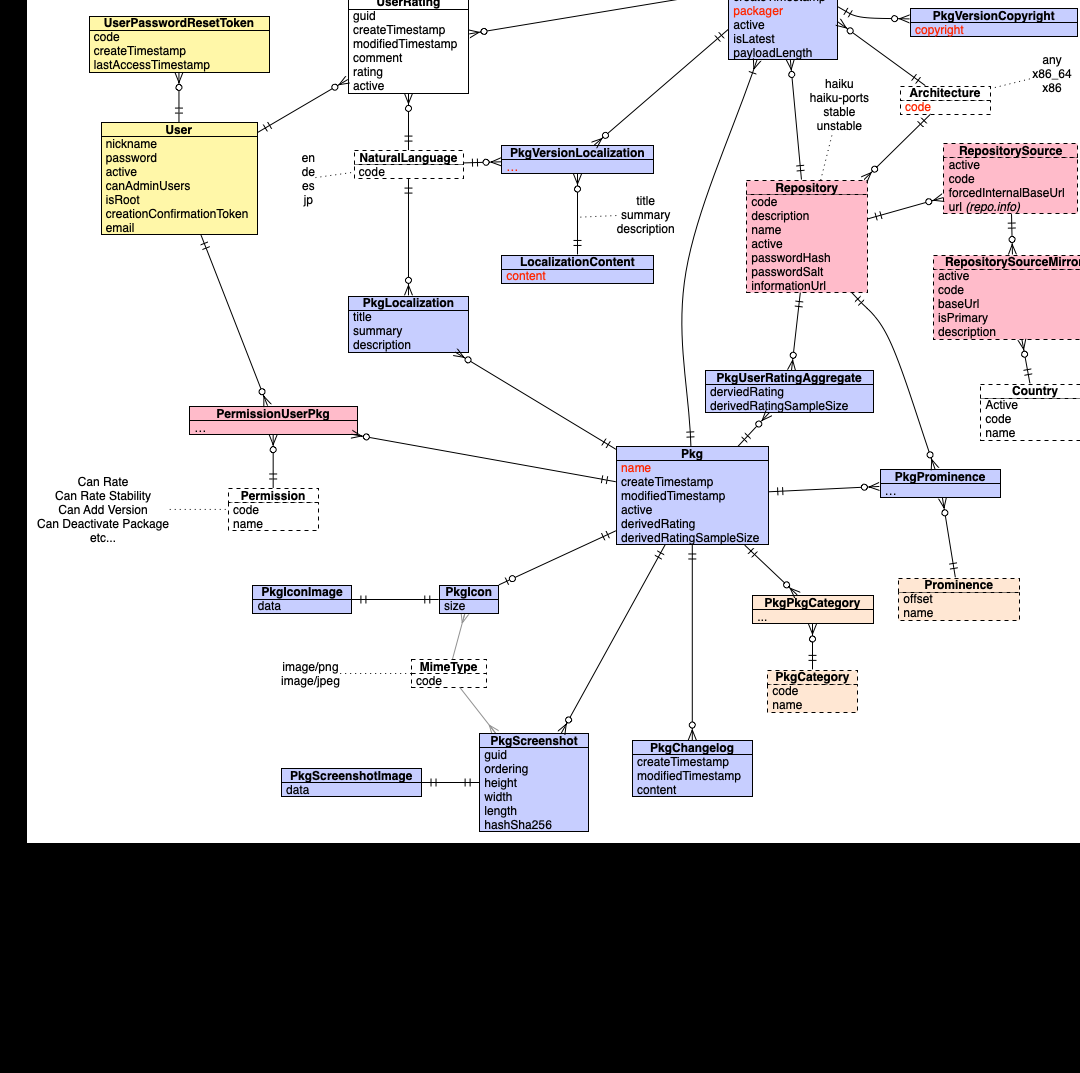 UserPasswordResetToken
code
createTimestamp
lastAccessTimestamp
UserRating
guid
createTimestamp
modifiedTimestamp
comment
rating
active
createTimestamp
packager
active
isLatest
payloadLength
PkgVersionCopyright
copyright
any
x86_64
x86
Architecture
code
haiku
haiku-ports
stable
unstable
User
nickname
password
active
canAdminUsers
isRoot
creationConfirmationToken
email
en
de
es
jp
NaturalLanguage
code
PkgVersionLocalization
...
title
summary
description
LocalizationContent
content
Repository
code
description
name
active
passwordHash
passwordSalt
informationUrl
RepositorySource
active
code
forcedInternalBaseUrl
url (repo.info)
RepositorySourceMirror
active
code
baseUrl
isPrimary
description
Country
Active
code
name
PkgLocalization
title
summary
description
PkgUserRatingAggregate
derviedRating
derivedRatingSampleSize
PermissionUserPkg
...
Can Rate
Can Rate Stability
Can Add Version
Can Deactivate Package
etc...
Permission
code
name
Pkg
name
createTimestamp
modifiedTimestamp
active
derivedRating
derivedRatingSampleSize
PkgProminence
...
Prominence
offset
name
PkgIconImage
data
PkgIcon
size
PkgPkgCategory
...
PkgCategory
code
name
image/png
image/jpeg
MimeType
code
PkgScreenshotImage
data
PkgScreenshot
guid
ordering
height
width
length
hashSha256
PkgChangelog
createTimestamp
modifiedTimestamp
content